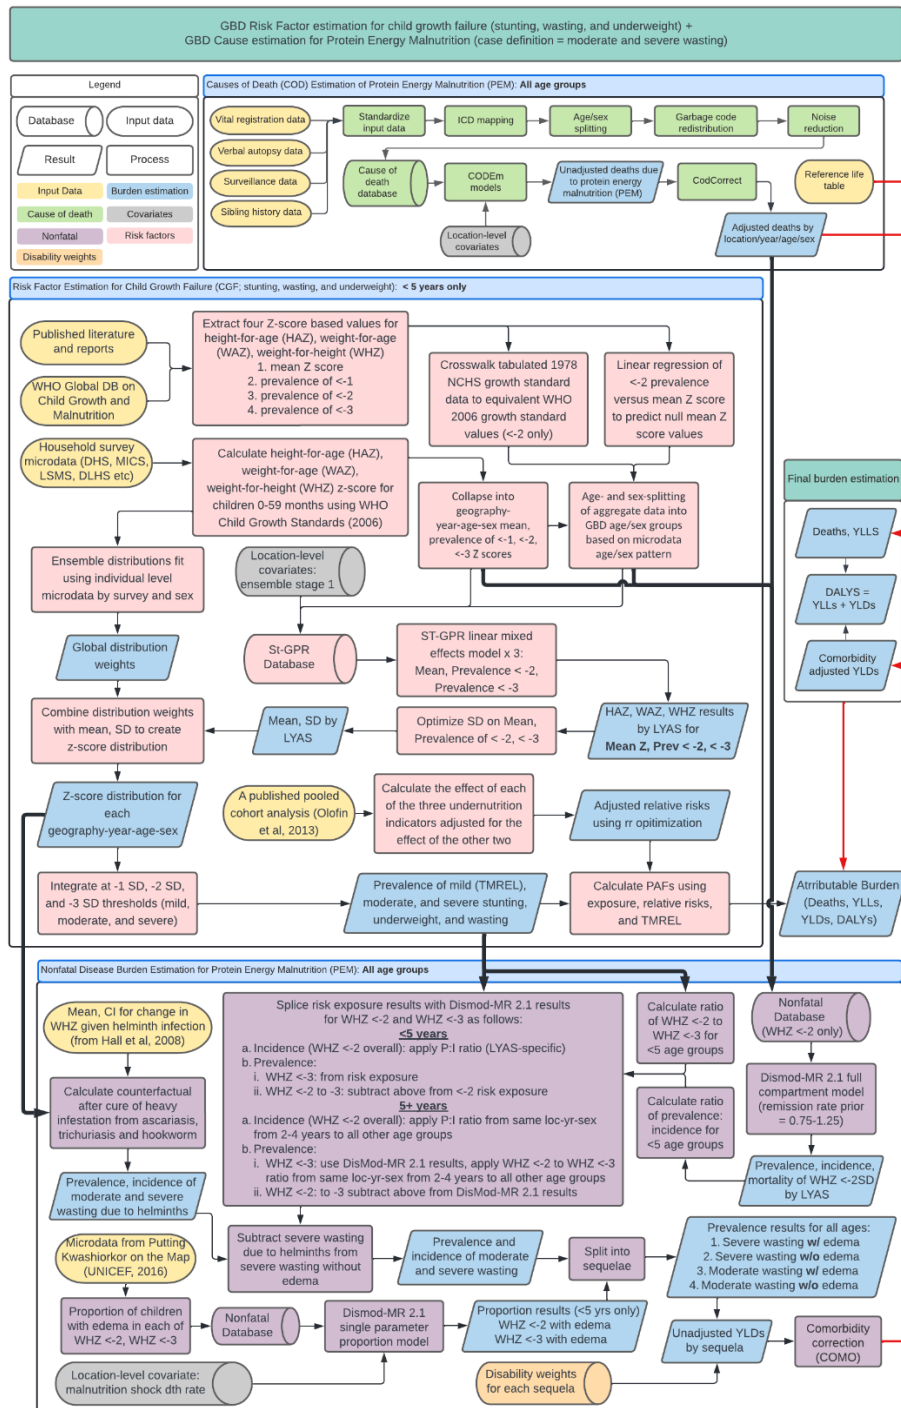 GBD Risk Factor estimation for child growth failure (stunting, wasting, and underweight) +
GBD Cause estimation for Protein Energy Malnutrition (case definition = moderate and severe wasting)
Legend
Database
Input data
Result
Process
Input Data
Burden estimation
Cause of death
Covariates
Nonfatal
Risk factors
Disability weights
Causes of Death (COD) Estimation of Protein Energy Malnutrition (PEM): All age groups
Vital registration data
Verbal autopsy data
Surveillance data
Sibling history data
Standardize
input data
ICD mapping
Age/sex
splitting
Garbage code
redistribution
Noise
reduction
Cause of
death
database
CODEm
models
Unadjusted deaths due
to protein energy
malnutrition (PEM)
CodCorrect
Reference life
table
Location-level
covariates
Adjusted deaths by
location/year/age/sex
Risk Factor Estimation for Child Growth Failure (CGF; stunting, wasting, and underweight): < 5 years only
Published literature
and reports
WHO Global DB on
Child Growth and
Malnutrition
Household survey
microdata (DHS, MICS,
LSMS, DLHS etc)
Extract four Z-score based values for
height-for-age (HAZ), weight-for-age
(WAZ), weight-for-height (WHZ)
1. mean Z score
2. prevalence of <-1
3. prevalence of <-2
4. prevalence of <-3
Crosswalk tabulated 1978
NCHS growth standard
data to equivalent WHO
2006 growth standard
values (<-2 only)
Linear regression of
<-2 prevalence
versus mean Z score
to predict null mean Z
score values
Calculate height-for-age (HAZ),
weight-for-age (WAZ),
weight-for-height (WHZ) z-score for
children 0-59 months using WHO
Child Growth Standards (2006)
Collapse into
geography-
year-age-sex mean,
prevalence of <-1, <-2,
<-3 Z scores
Age- and sex-splitting
of aggregate data into
GBD age/sex groups
based on microdata
age/sex pattern
Final burden estimation
Deaths, YLLS
DALYS =
YLLs + YLDs
Comorbidity
adjusted YLDs
Ensemble distributions fit
using individual level
microdata by survey and sex
Location-level
covariates:
ensemble stage 1
Global distribution
weights
St-GPR
Database
ST-GPR linear mixed
effects model x 3:
Mean, Prevalence < -2,
Prevalence < -3
Combine distribution weights
with mean, SD to create
z-score distribution
Mean, SD by
LYAS
Optimize SD on Mean,
Prevalence of < -2, < -3
HAZ, WAZ, WHZ results
by LYAS for
Mean Z, Prev < -2, < -3
Z-score distribution for
each
geography-year-age-sex
A published pooled
cohort analysis (Olofin
et al, 2013)
Calculate the effect of each
of the three undernutrition
indicators adjusted for the
effect of the other two
Adjusted relative risks
using rr opitimization
Integrate at -1 SD, -2 SD,
and -3 SD thresholds (mild,
moderate, and severe)
Prevalence of mild (TMREL),
moderate, and severe stunting,
underweight, and wasting
Calculate PAFs using
exposure, relative risks,
and TMREL
Atrributable Burden
(Deaths, YLLs,
YLDs, DALYs)
Nonfatal Disease Burden Estimation for Protein Energy Malnutrition (PEM): All age groups
Mean, CI for change in
WHZ given helminth infection
(from Hall et al, 2008)
Calculate counterfactual
after cure of heavy
infestation from ascariasis,
trichuriasis and hookworm
Prevalence, incidence of
moderate and severe
wasting due to helminths
Splice risk exposure results with Dismod-MR 2.1 results
for WHZ <-2 and WHZ <-3 as follows:
<5 years
a. Incidence (WHZ <-2 overall): apply P:I ratio (LYAS-specific)
b. Prevalence:
i. WHZ <-3: from risk exposure
ii. WHZ <-2 to -3: subtract above from <-2 risk exposure
5+ years
a. Incidence (WHZ <-2 overall): apply P:I ratio from same loc-yr-sex
from 2-4 years to all other age groups
b. Prevalence:
i. WHZ <-3: use DisMod-MR 2.1 results, apply WHZ <-2 to WHZ <-3
ratio from same loc-yr-sex from 2-4 years to all other age groups
ii. WHZ <-2: to -3 subtract above from DisMod-MR 2.1 results
Calculate ratio
of WHZ <-2 to
WHZ <-3 for
<5 age groups
Calculate ratio
of prevalence:
incidence for
<5 age groups
Nonfatal
Database
(WHZ <-2 only)
Dismod-MR 2.1 full
compartment model
(remission rate prior
= 0.75-1.25)
Prevalence, incidence,
mortality of WHZ <-2SD
by LYAS
Microdata from Putting
Kwashiorkor on the Map
(UNICEF, 2016)
Subtract severe wasting
due to helminths from
severe wasting without
edema
Prevalence and
incidence of moderate
and severe wasting
Split into
sequelae
Prevalence results for all ages:
1. Severe wasting w/ edema
2. Severe wasting w/o edema
3. Moderate wasting w/ edema
4. Moderate wasting w/o edema
Proportion of children
with edema in each of
WHZ <-2, WHZ <-3
Nonfatal
Database
Dismod-MR 2.1
single parameter
proportion model
Proportion results (<5 yrs only)
WHZ <-2 with edema
WHZ <-3 with edema
Unadjusted YLDs
by sequela
Comorbidity
correction
(COMO)
Location-level covariate:
malnutrition shock dth rate
Disability weights
for each sequela